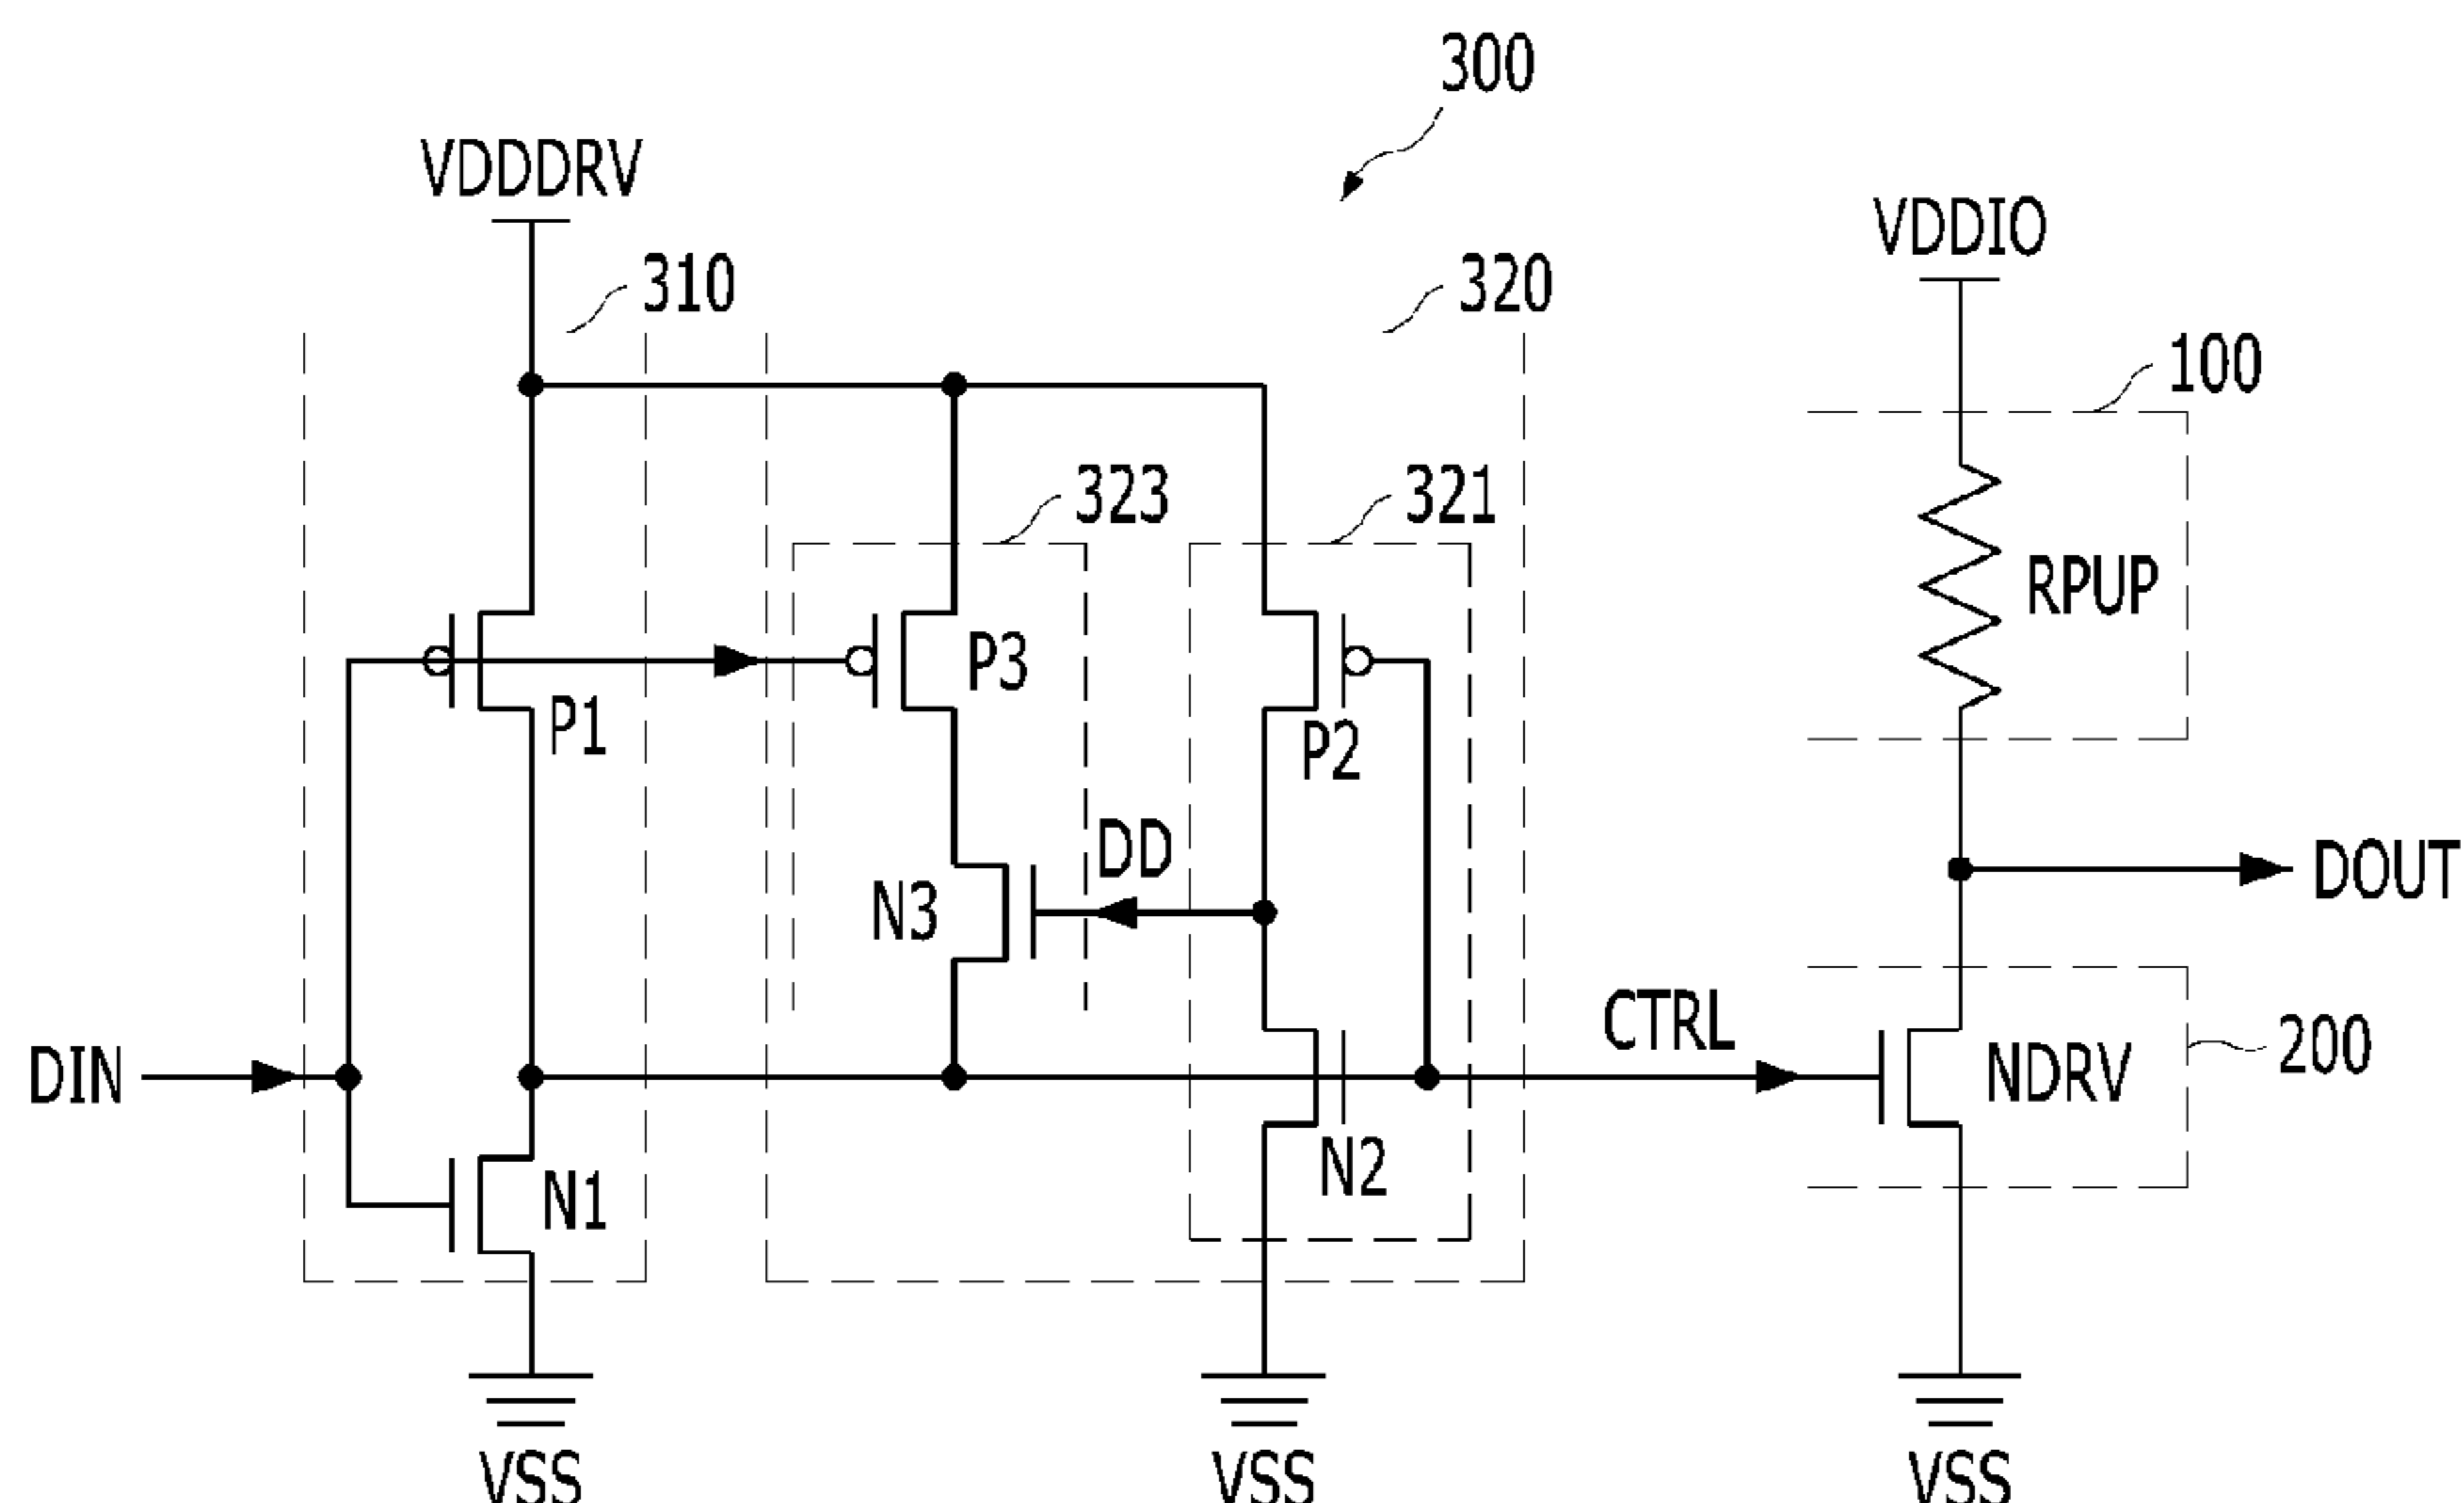 300
VDDDRV
VDDIO
310
320
100
323
321
RPUP
P3
P1
P2
DD
DOUT
N3
CTRL
DIN
NDRV
200
N2
N1
VSS
VSS
VSS